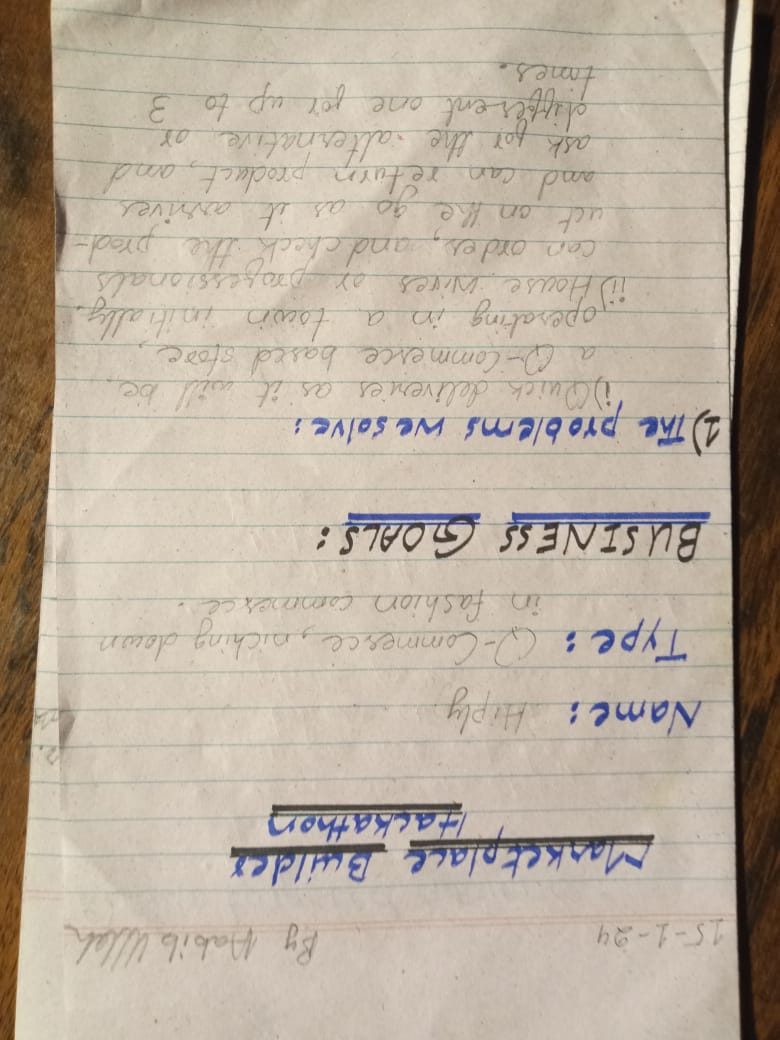 15-1-24
By Habib Ullah
Marketplace Builder
Hackathon
Name: Hiply.
Type: Q-Commerce, niching down
in fashion commerce.
BUSINESS GOALS:
1) The problems we solve:
i) Quick deliveries as it will be
a Q-Commerce based store,
operating in a town initially.
ii) House wives or professionals
can order, and check the prod-
uct on the go as it arrives
and can return product, and
ask for the alternative or
different one for up to 3
times.